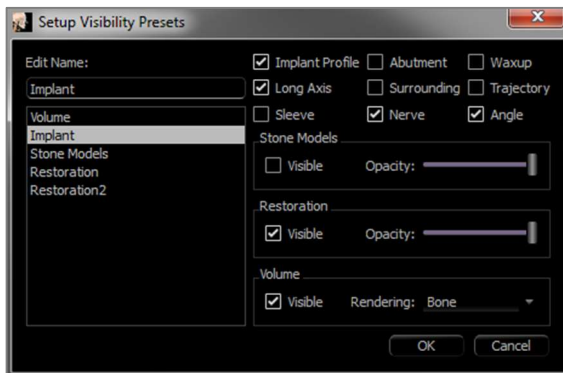 Setup Visibility Presets
Edit Name:
Implant
Volume
Implant
Stone Models
Restoration
Restoration2
Implant Profile Abutment Waxup
Long Axis Surrounding Trajectory
Sleeve Nerve Angle
Stone Models
Visible Opacity:
Restoration
Visible Opacity:
Volume
Visible Rendering: Bone
OK Cancel